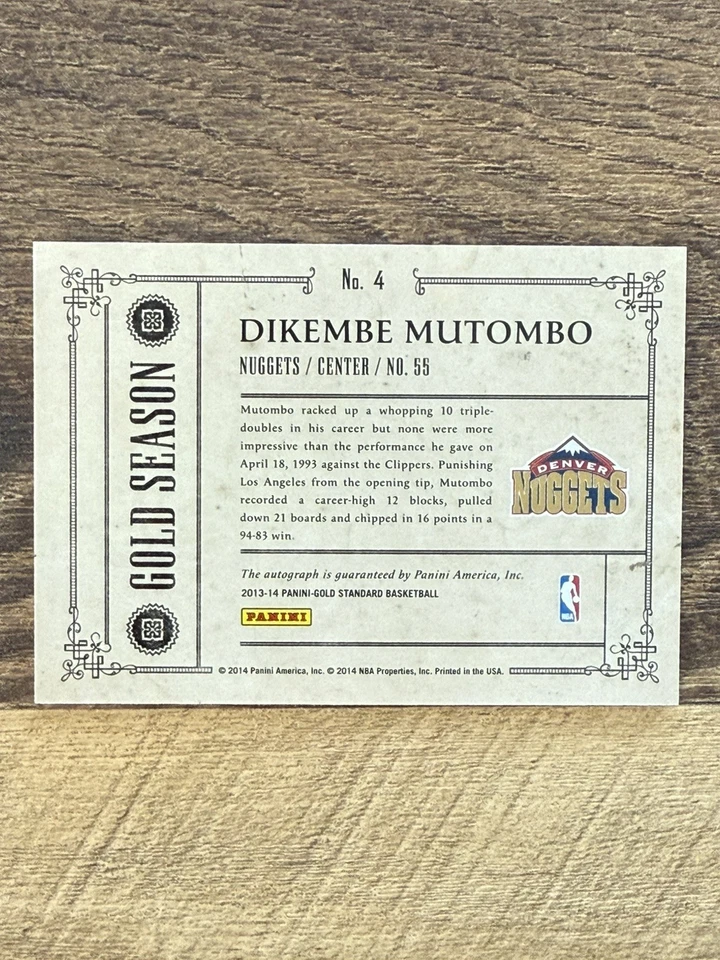 No. 4
GOLD SEASON
DIKEMBE MUTOMBO
NUGGETS / CENTER / NO. 55
Mutombo racked up a whopping 10 triple-
doubles in his career but none were more
impressive than the performance he gave on
April 18, 1993 against the Clippers. Punishing
Los Angeles from the opening tip, Mutombo
recorded a career-high 12 blocks, pulled
down 21 boards and chipped in 16 points in a
94-83 win.
DENVER
NUGGETS
The autograph is guaranteed by Panini America, Inc.
2013-14 PANINI-GOLD STANDARD BASKETBALL
PANINI
NBA
© 2014 Panini America, Inc. © 2014 NBA Properties, Inc. Printed in the USA.